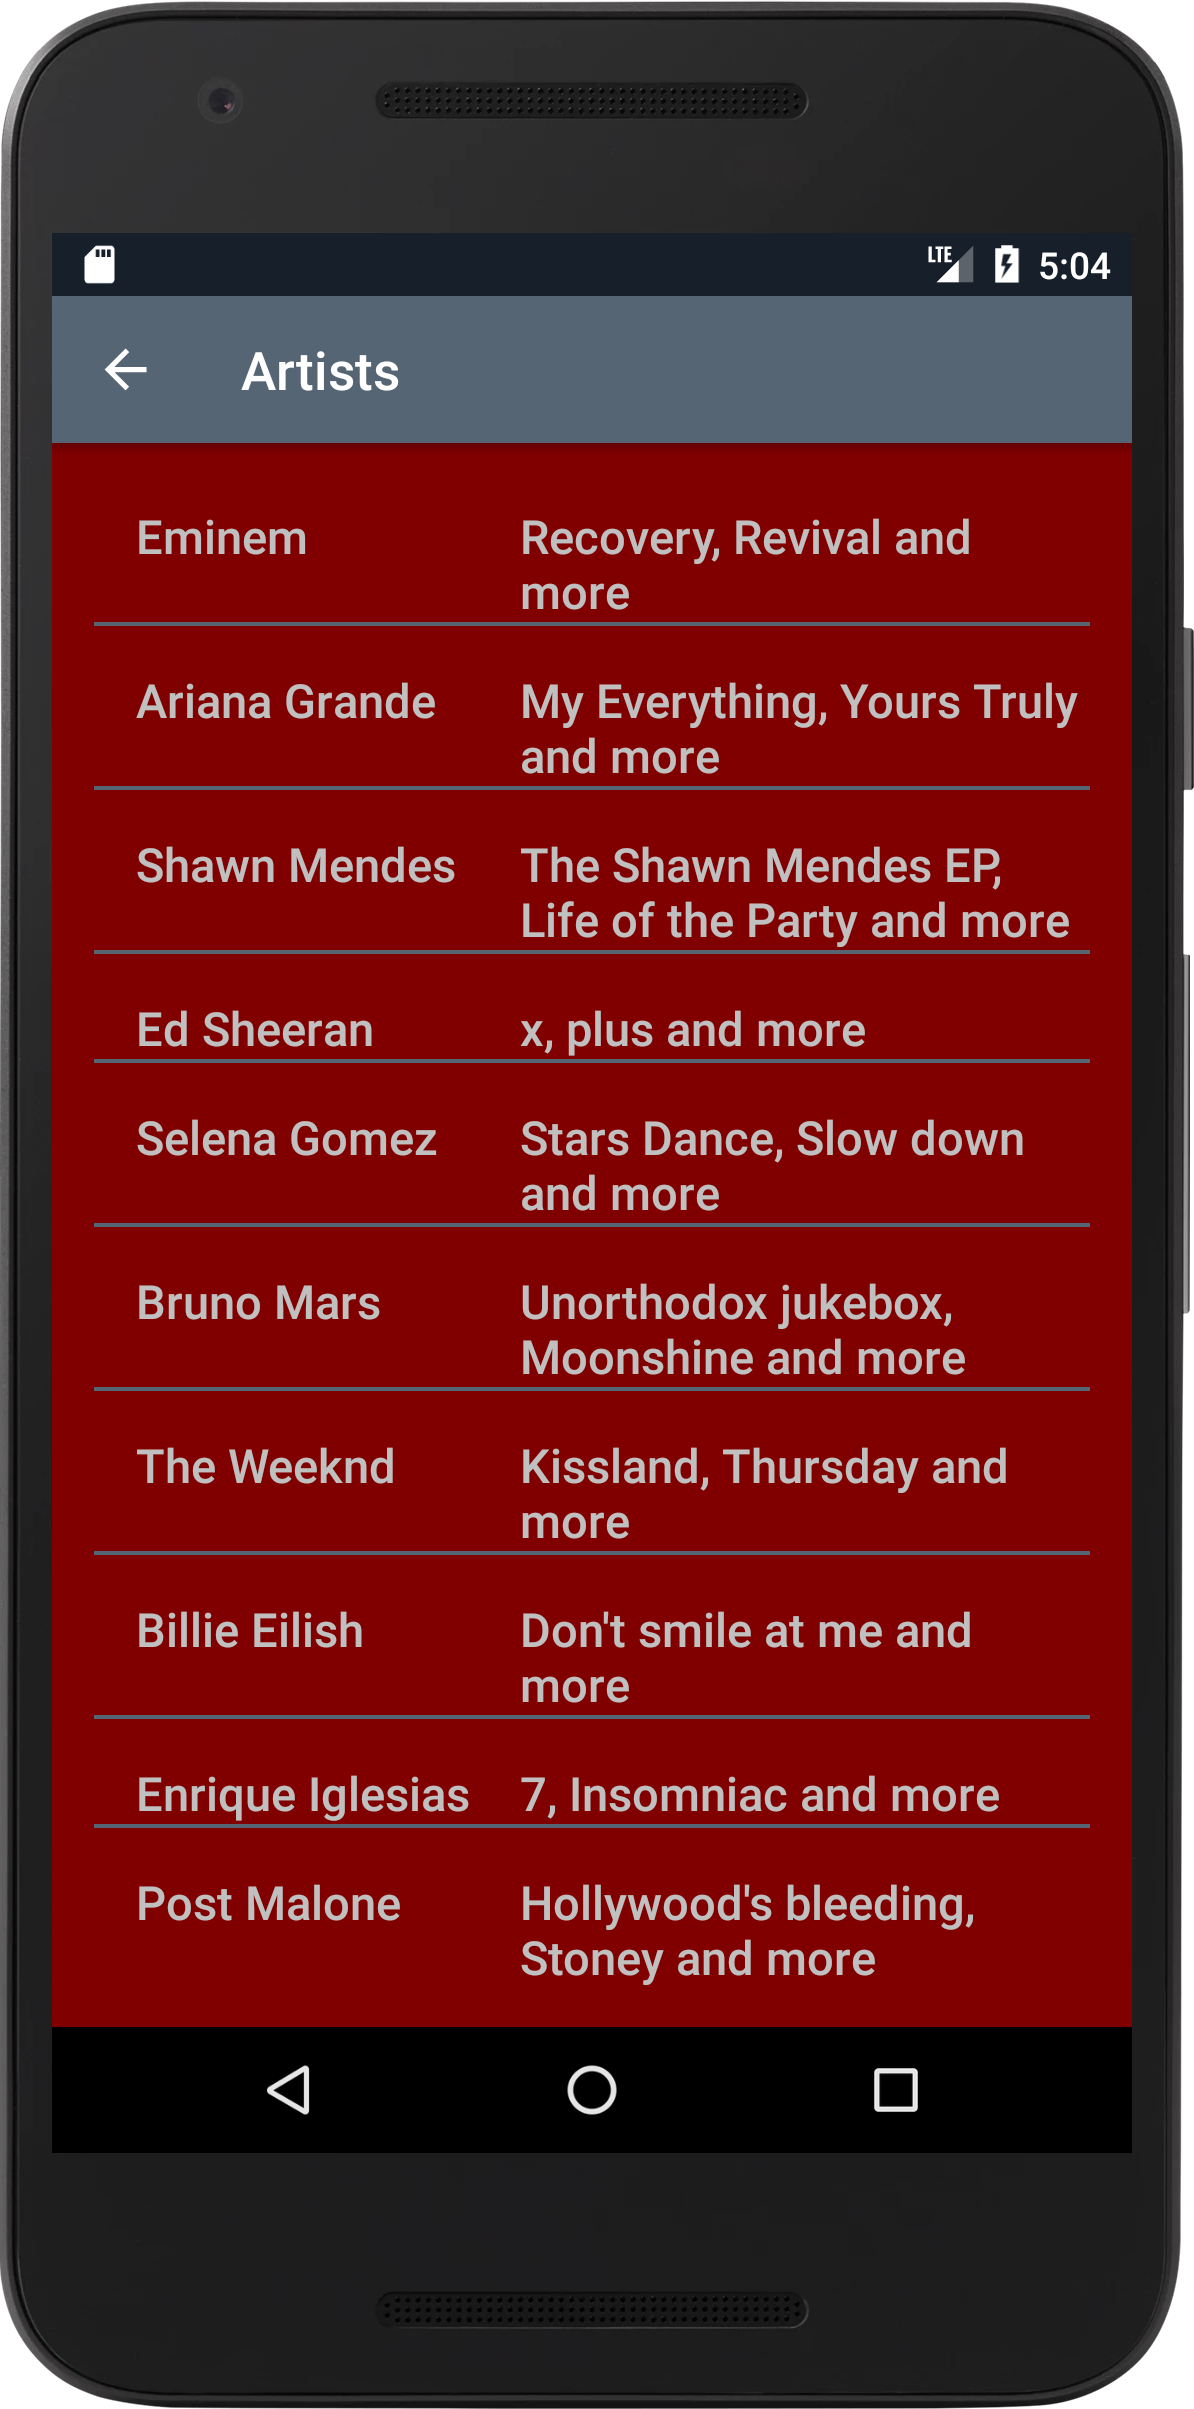 LTE 5:04
Artists
Eminem Recovery, Revival and
more
Ariana Grande My Everything, Yours Truly
and more
Shawn Mendes The Shawn Mendes EP,
Life of the Party and more
Ed Sheeran x, plus and more
Selena Gomez Stars Dance, Slow down
and more
Bruno Mars Unorthodox jukebox,
Moonshine and more
The Weeknd Kissland, Thursday and
more
Billie Eilish Don't smile at me and
more
Enrique Iglesias 7, Insomniac and more
Post Malone Hollywood's bleeding,
Stoney and more